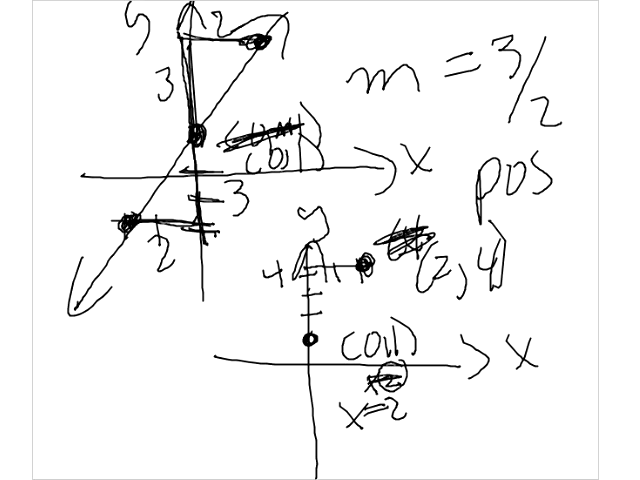 y 2
3
m = 3/2
(0,1)
x
pos
3
2
y
4
(2,4)
(0,1)
x
x=2